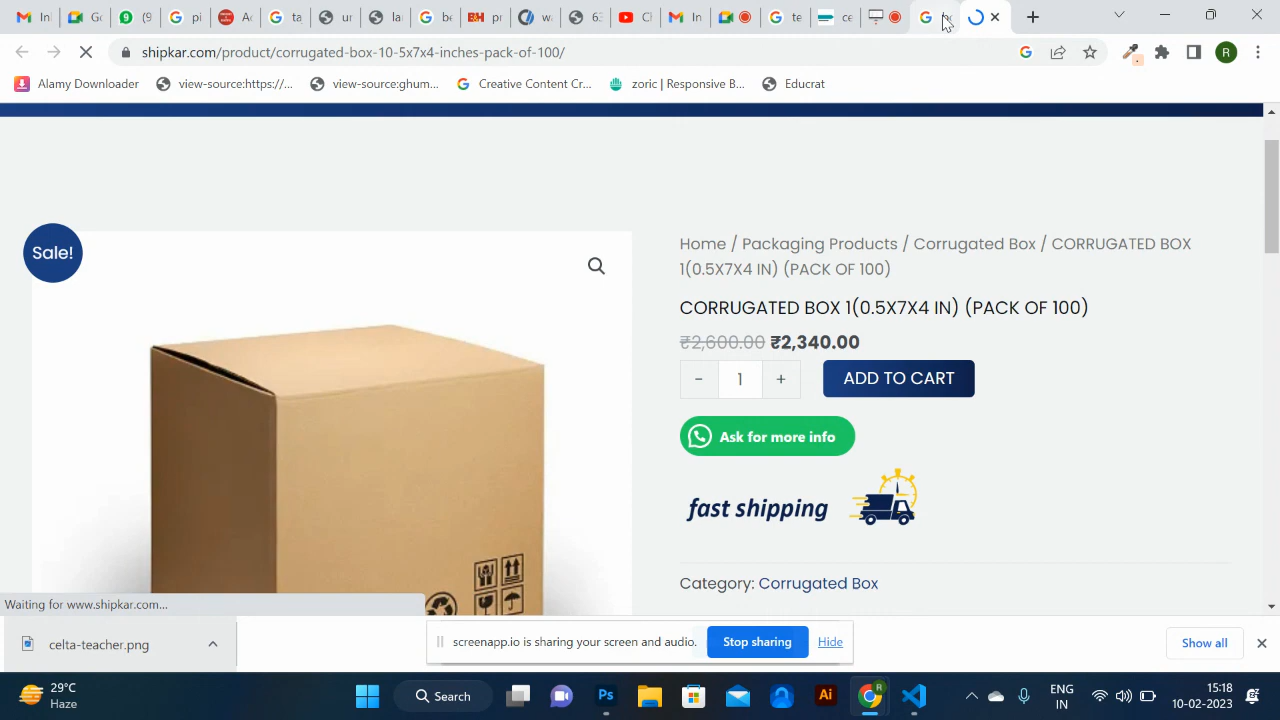 shipkar.com/product/corrugated-box-10-5x7x4-inches-pack-of-100/
R
Alamy Downloader
view-source:https://...
view-source:ghum...
Creative Content Cr...
zoric | Responsive B...
Educrat
Sale!
Home / Packaging Products / Corrugated Box / CORRUGATED BOX
1(0.5X7X4 IN) (PACK OF 100)
CORRUGATED BOX 1(0.5X7X4 IN) (PACK OF 100)
₹2,600.00 ₹2,340.00
- 1 +
ADD TO CART
Ask for more info
fast shipping
Category: Corrugated Box
Waiting for www.shipkar.com...
celta-teacher.png
screenapp.io is sharing your screen and audio.
Stop sharing
Hide
Show all
29°C
Haze
Search
Ps
Ai
R
ENG
IN
15:18
10-02-2023